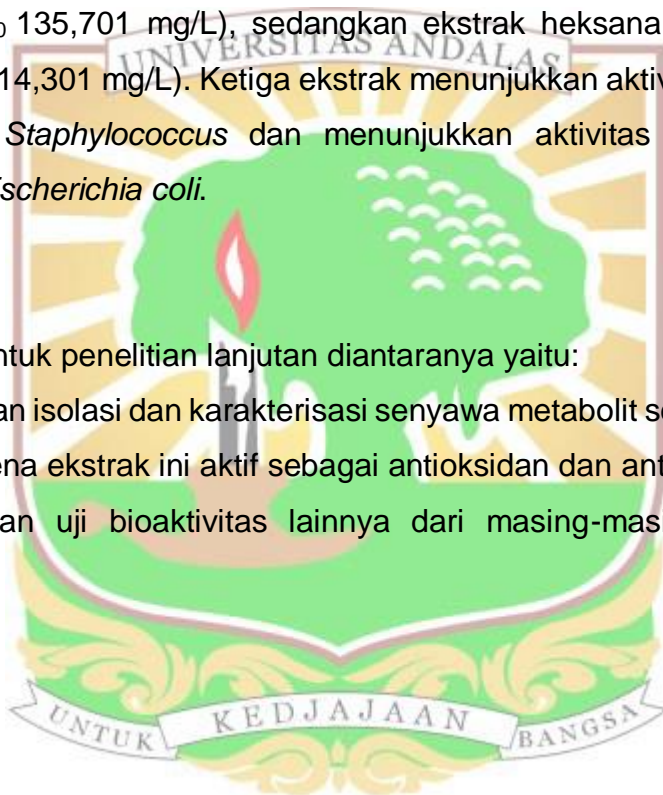 ₀ 135,701 mg/L), sedangkan ekstrak heksana
UNIVERSITAS ANDALAS
14,301 mg/L). Ketiga ekstrak menunjukkan aktiv
Staphylococcus dan menunjukkan aktivitas
scherichia coli.
ntuk penelitian lanjutan diantaranya yaitu:
an isolasi dan karakterisasi senyawa metabolit se
ena ekstrak ini aktif sebagai antioksidan dan ant
an uji bioaktivitas lainnya dari masing-mas
UNTUK KEDJAJAAN BANGSA